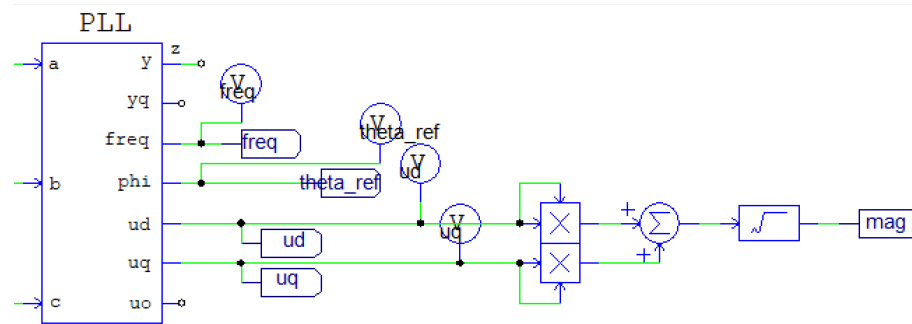 PLL
z
a
y
V
freq
yq
V
theta_ref
freq
freq
V
ud
b
phi
theta_ref
ud
V
uq
ud
+
Σ
mag
uq
uq
+
c
uo